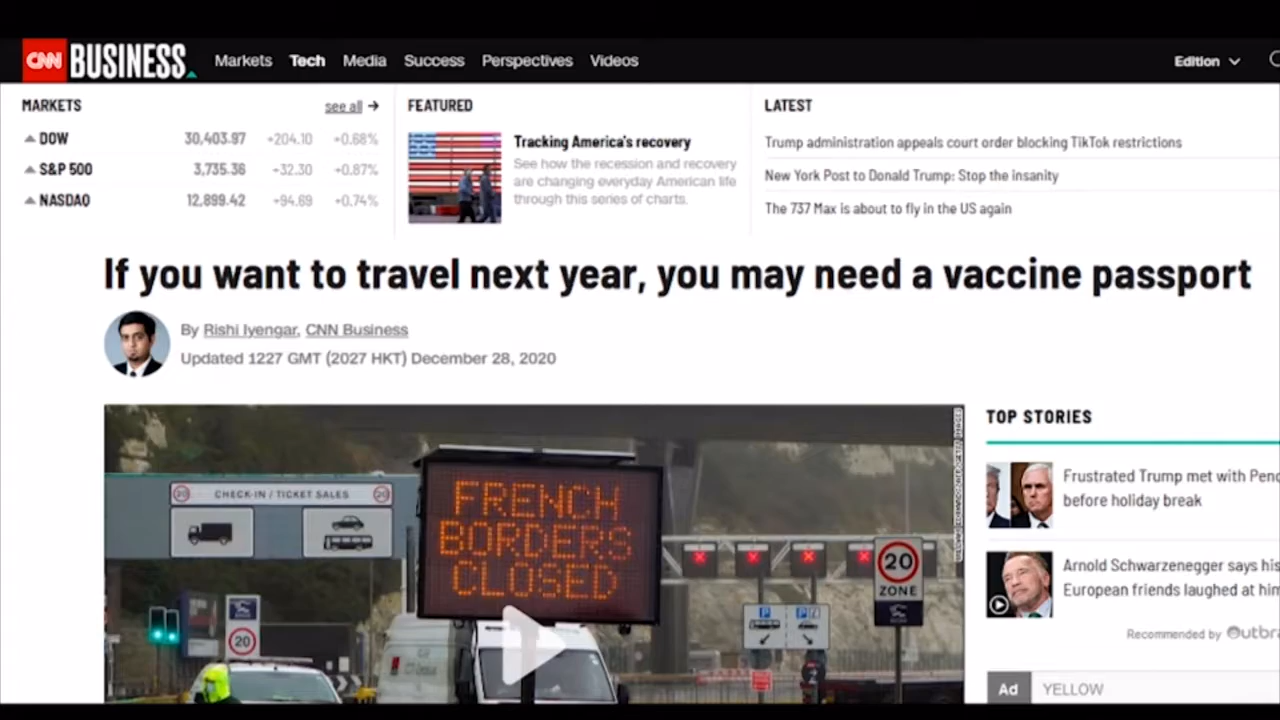 CNN BUSINESS Markets Tech Media Success Perspectives Videos Edition
MARKETS see all →
DOW 30,403.97 +204.10 +0.68%
S&P 500 3,735.36 +32.30 +0.87%
NASDAQ 12,899.42 +94.69 +0.74%
FEATURED
Tracking America's recovery
See how the recession and recovery
are changing everyday American life
through this series of charts.
LATEST
Trump administration appeals court order blocking TikTok restrictions
New York Post to Donald Trump: Stop the insanity
The 737 Max is about to fly in the US again
If you want to travel next year, you may need a vaccine passport
By Rishi Iyengar, CNN Business
Updated 1227 GMT (2027 HKT) December 28, 2020
20 CHECK-IN / TICKET SALES 20
FRENCH
BORDERS
CLOSED
20
ZONE
20
TOP STORIES
Frustrated Trump met with Penc
before holiday break
Arnold Schwarzenegger says his
European friends laughed at him
Recommended by Outbra
Ad YELLOW